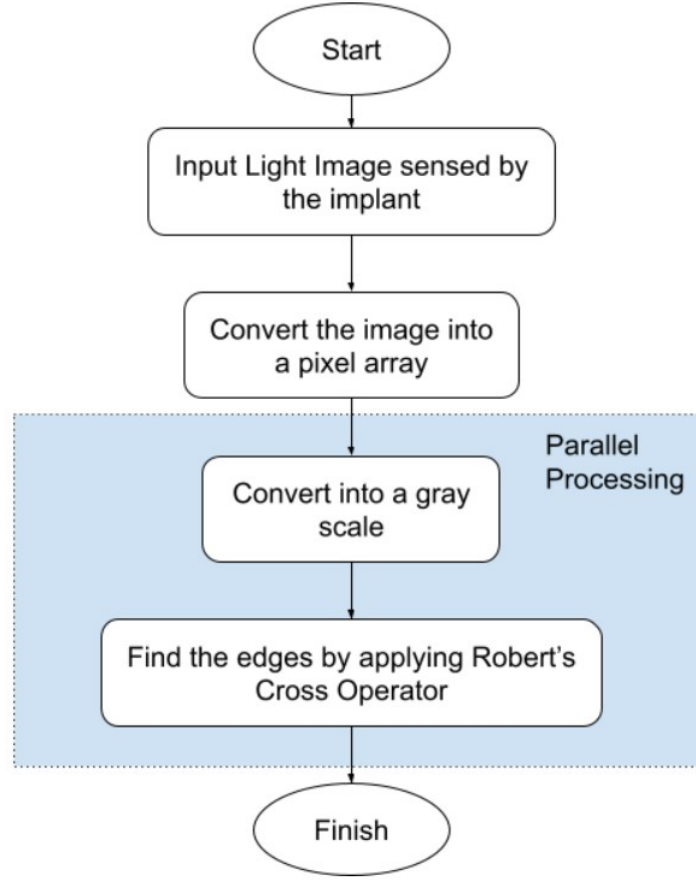 Start
Input Light Image sensed by
the implant
Convert the image into
a pixel array
Parallel
Processing
Convert into a gray
scale
Find the edges by applying Robert's
Cross Operator
Finish